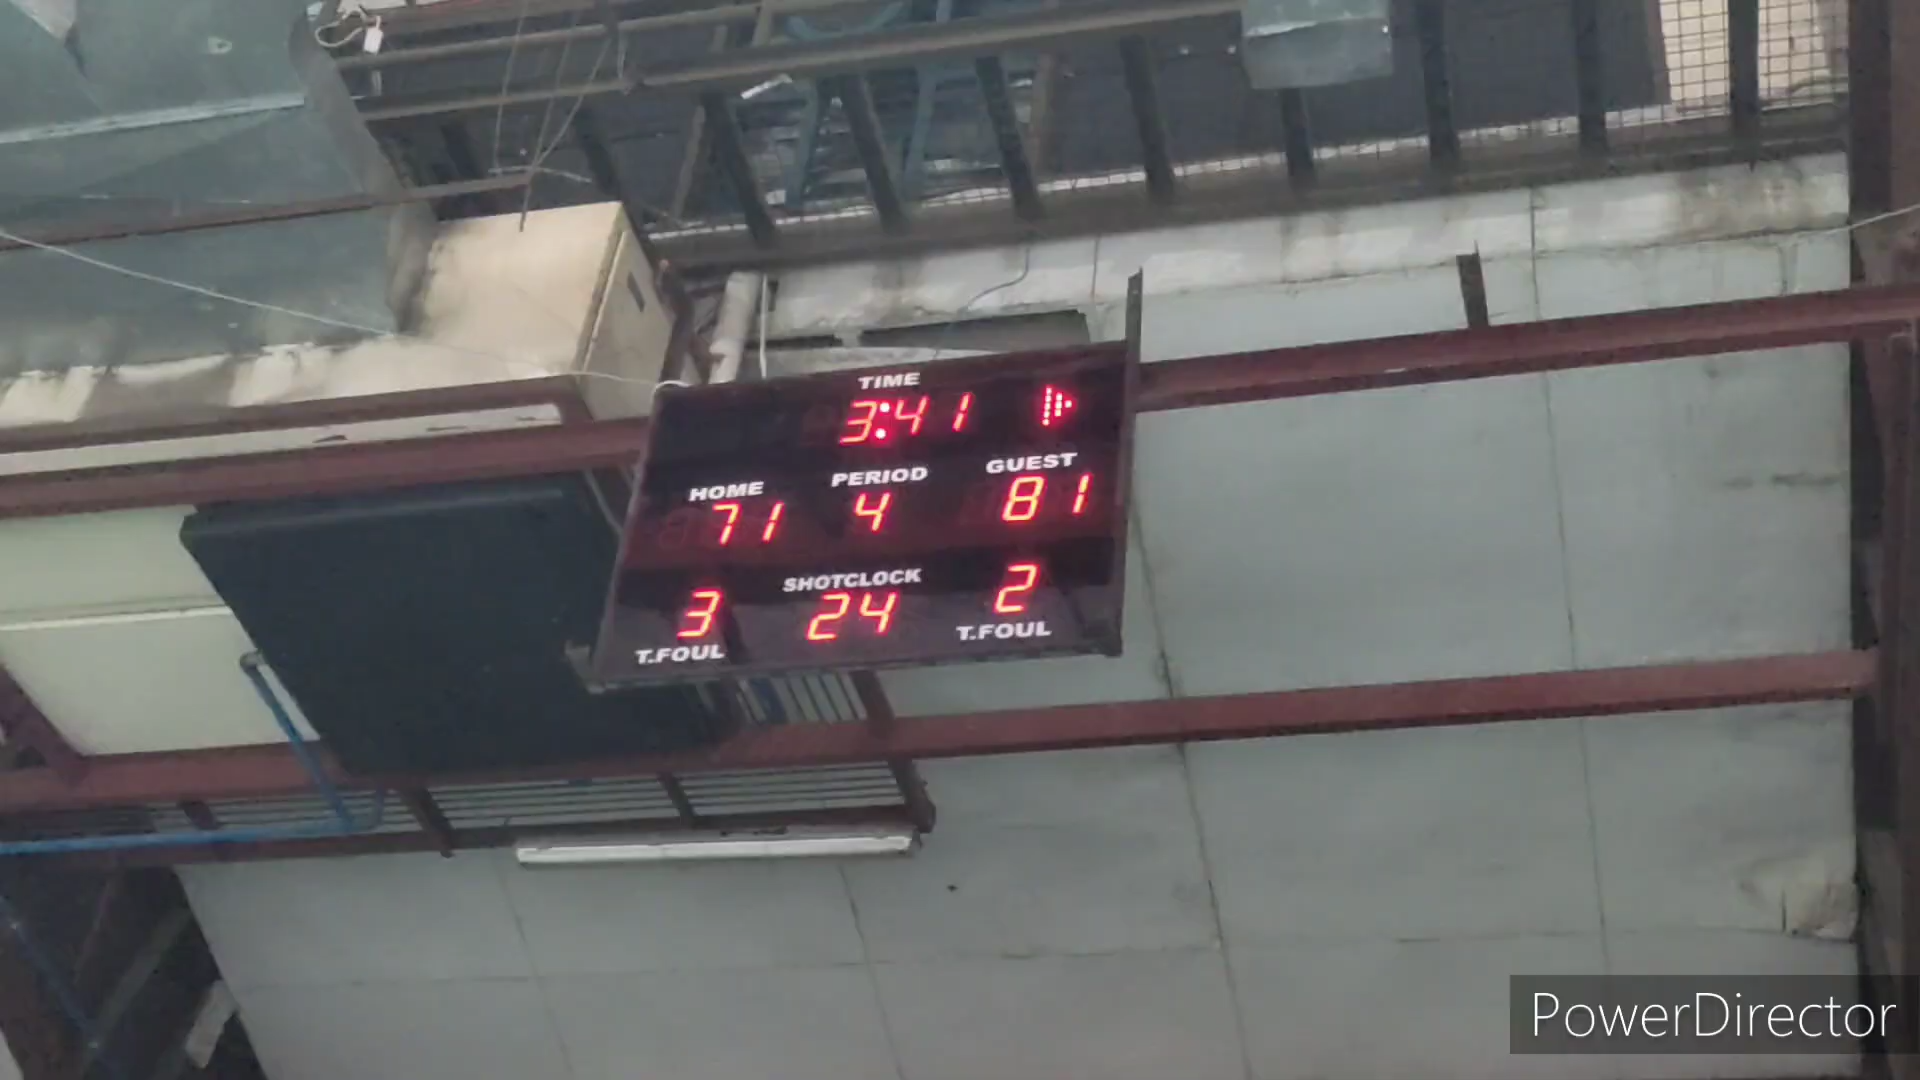 TIME
3:41
HOME PERIOD GUEST
71 4 81
SHOTCLOCK
3 24 2
T.FOUL T.FOUL
PowerDirector